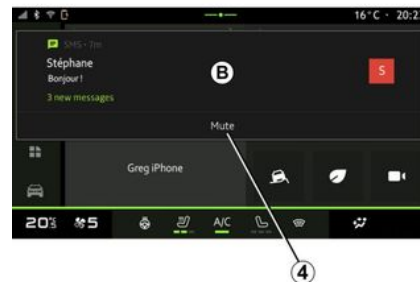 16°C · 20:2
SMS · 7m
Stéphane
Bonjour!
3 new messages
B
S
Mute
Greg iPhone
20.5
5
A/C
4